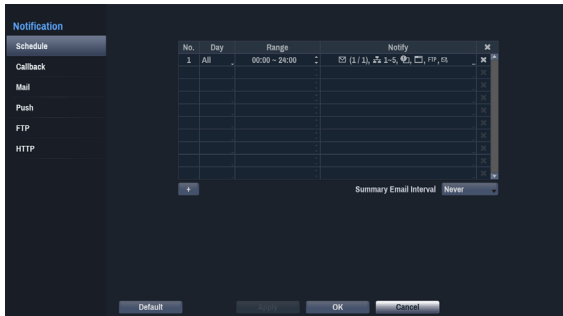 Notification
Schedule
Callback
Mail
Push
FTP
HTTP
No. Day Range Notify
1 All 00:00 ~ 24:00 (1 / 1), 1~5, FTP,
+ Summary Email Interval Never
Default Apply OK Cancel